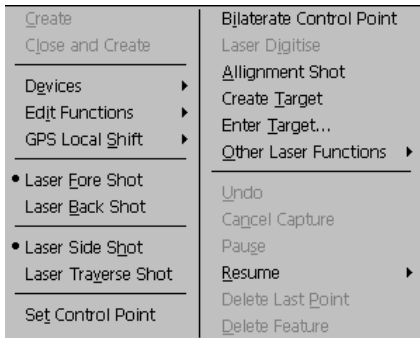 Create
Close and Create
Devices
Edit Functions
GPS Local Shift
Laser Fore Shot
Laser Back Shot
Laser Side Shot
Laser Traverse Shot
Set Control Point
Bilaterate Control Point
Laser Digitise
Allignment Shot
Create Target
Enter Target...
Other Laser Functions
Undo
Cancel Capture
Pause
Resume
Delete Last Point
Delete Feature